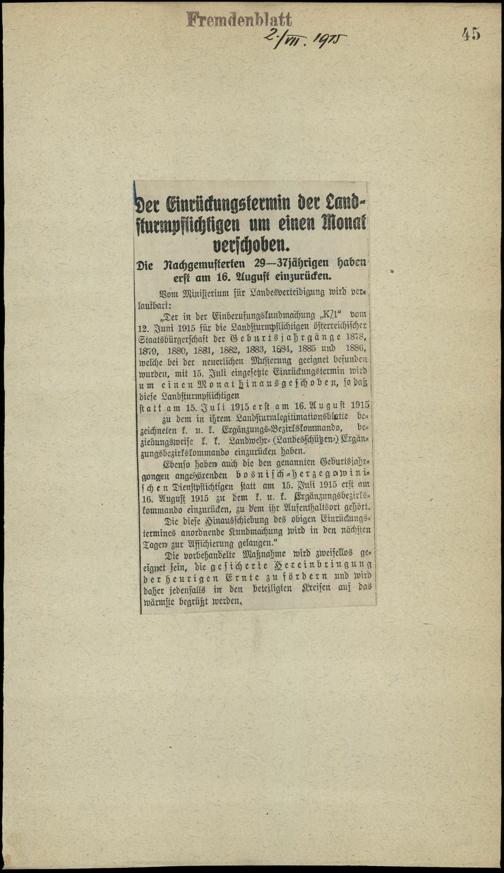 Fremdenblatt
2./VII. 1915
45
Der Einrückungstermin der Land-
sturmpflichtigen um einen Monat
verschoben.
Die Nachgemusterten 29—37jährigen haben
erst am 16. August einzurücken.
Vom Ministerium für Landesverteidigung wird ver-
lautbart:
„Der in der Einberufungskundmachung „K/1“ vom
12. Juni 1915 für die Landsturmpflichtigen österreichischer
Staatsbürgerschaft der Geburtsjahrgänge 1878,
1879, 1880, 1881, 1882, 1883, 1884, 1885 und 1886,
welche bei der neuerlichen Musterung geeignet befunden
wurden, mit 15. Juli eingesetzte Einrückungstermin wird
um einen Monat hinausgeschoben, so daß
diese Landsturmpflichtigen
statt am 15. Juli 1915 erst am 16. August 1915
zu dem in ihrem Landsturmlegitimationsblatte be-
zeichneten k. u. k. Ergänzungs-Bezirkskommando, be-
ziehungsweise k. k. Landwehr-(Landesschützen-) Ergän-
zungsbezirkskommando einzurücken haben.
Ebenso haben auch die den genannten Geburtsjahr-
gängen angehörenden bosnisch-herzegowini-
schen Dienstpflichtigen statt am 15. Juli 1915 erst am
16. August 1915 zu dem k. u. k. Ergänzungsbezirks-
kommando einzurücken, zu dem ihr Aufenthaltsort gehört.
Die diese Hinausschiebung des obigen Einrückungs-
termines anordnende Kundmachung wird in den nächsten
Tagen zur Affichierung gelangen.“
Die vorbehandelte Maßnahme wird zweifellos ge-
eignet sein, die gesicherte Hereinbringung
der heurigen Ernte zu fördern und wird
daher jedenfalls in den beteiligten Kreisen auf das
wärmste begrüßt werden.